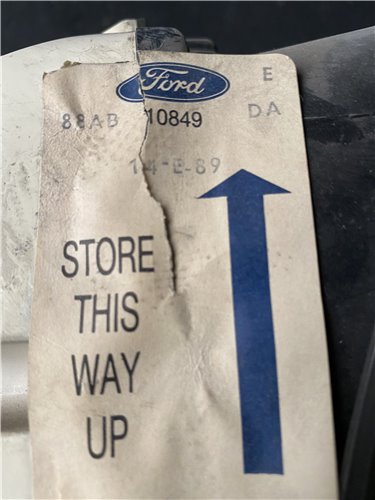 Ford E
88AB 10849 DA
14-E-89
STORE
THIS
WAY
UP